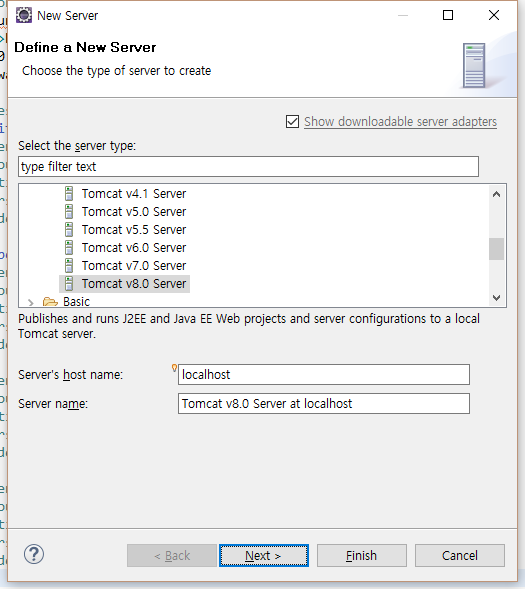 New Server
Define a New Server
Choose the type of server to create
Show downloadable server adapters
Select the server type:
type filter text
Tomcat v4.1 Server
Tomcat v5.0 Server
Tomcat v5.5 Server
Tomcat v6.0 Server
Tomcat v7.0 Server
Tomcat v8.0 Server
Basic
Publishes and runs J2EE and Java EE Web projects and server configurations to a local
Tomcat server.
Server's host name:
localhost
Server name:
Tomcat v8.0 Server at localhost
?
< Back
Next >
Finish
Cancel